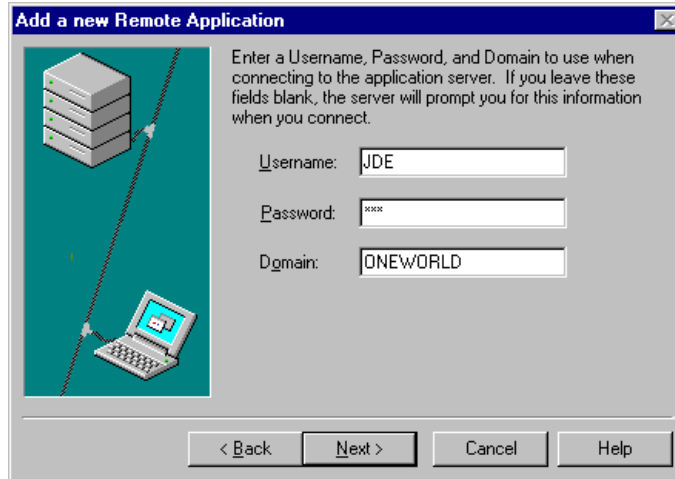 Add a new Remote Application
Enter a Username, Password, and Domain to use when
connecting to the application server.  If you leave these
fields blank, the server will prompt you for this information
when you connect.
Username: JDE
Password: ***
Domain: ONEWORLD
< Back Next > Cancel Help